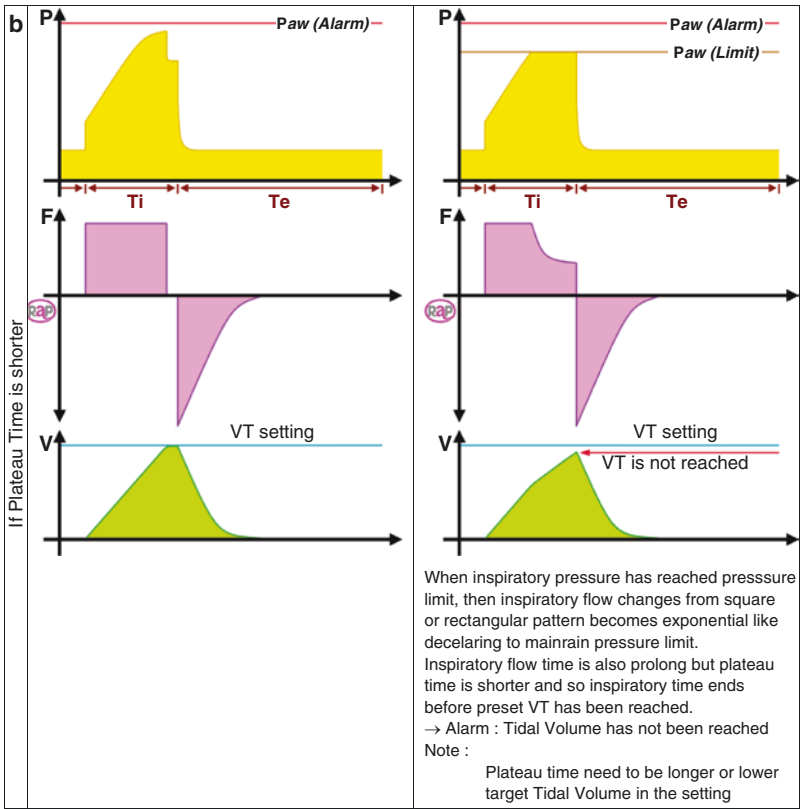 b
If Plateau Time is shorter
P
Paw (Alarm)
Ti
Te
F
RaP
V
VT setting
P
Paw (Alarm)
Paw (Limit)
Ti
Te
F
RaP
V
VT setting
VT is not reached
When inspiratory pressure has reached presssure
limit, then inspiratory flow changes from square
or rectangular pattern becomes exponential like
decelaring to mainrain pressure limit.
Inspiratory flow time is also prolong but plateau
time is shorter and so inspiratory time ends
before preset VT has been reached.
→ Alarm : Tidal Volume has not been reached
Note :
Plateau time need to be longer or lower
target Tidal Volume in the setting